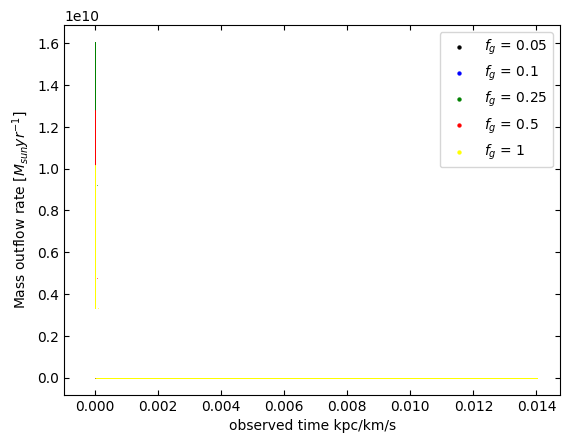 1e10
1.6
1.4
1.2
1.0
0.8
0.6
0.4
0.2
0.0
Mass outflow rate [M_{sun}yr^{−1}]
f_g = 0.05
f_g = 0.1
f_g = 0.25
f_g = 0.5
f_g = 1
0.000 0.002 0.004 0.006 0.008 0.010 0.012 0.014
observed time kpc/km/s